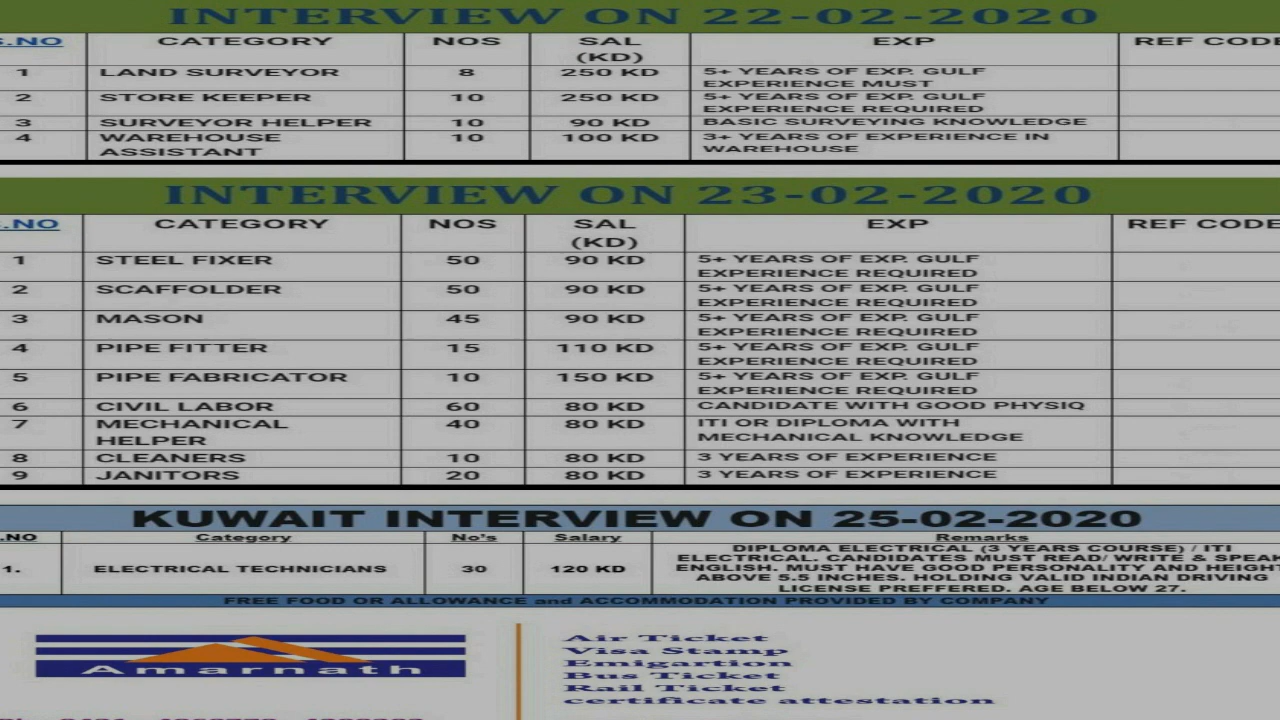 INTERVIEW ON 22-02-2020
S.NO CATEGORY NOS SAL (KD) EXP REF CODE
1 LAND SURVEYOR 8 250 KD 5+ YEARS OF EXP. GULF EXPERIENCE MUST
2 STORE KEEPER 10 250 KD 5+ YEARS OF EXP. GULF EXPERIENCE REQUIRED
3 SURVEYOR HELPER 10 90 KD BASIC SURVEYING KNOWLEDGE
4 WAREHOUSE ASSISTANT 10 100 KD 3+ YEARS OF EXPERIENCE IN WAREHOUSE
INTERVIEW ON 23-02-2020
.NO CATEGORY NOS SAL (KD) EXP REF CODE
1 STEEL FIXER 50 90 KD 5+ YEARS OF EXP. GULF EXPERIENCE REQUIRED
2 SCAFFOLDER 50 90 KD 5+ YEARS OF EXP. GULF EXPERIENCE REQUIRED
3 MASON 45 90 KD 5+ YEARS OF EXP. GULF EXPERIENCE REQUIRED
4 PIPE FITTER 15 110 KD 5+ YEARS OF EXP. GULF EXPERIENCE REQUIRED
5 PIPE FABRICATOR 10 150 KD 5+ YEARS OF EXP. GULF EXPERIENCE REQUIRED
6 CIVIL LABOR 60 80 KD CANDIDATE WITH GOOD PHYSIQ
7 MECHANICAL HELPER 40 80 KD ITI OR DIPLOMA WITH MECHANICAL KNOWLEDGE
8 CLEANERS 10 80 KD 3 YEARS OF EXPERIENCE
9 JANITORS 20 80 KD 3 YEARS OF EXPERIENCE
KUWAIT INTERVIEW ON 25-02-2020
.NO Category No's Salary Remarks
1. ELECTRICAL TECHNICIANS 30 120 KD DIPLOMA ELECTRICAL (3 YEARS COURSE) / ITI
ELECTRICAL. CANDIDATES MUST READ/ WRITE & SPEAK
ENGLISH. MUST HAVE GOOD PERSONALITY AND HEIGHT
ABOVE 5.5 INCHES. HOLDING VALID INDIAN DRIVING
LICENSE PREFFERED. AGE BELOW 27.
FREE FOOD OR ALLOWANCE and ACCOMMODATION PROVIDED BY COMPANY
Amarnath
Air Ticket
Visa Stamp
Emigartion
Bus Ticket
Rail Ticket
certificate attestation